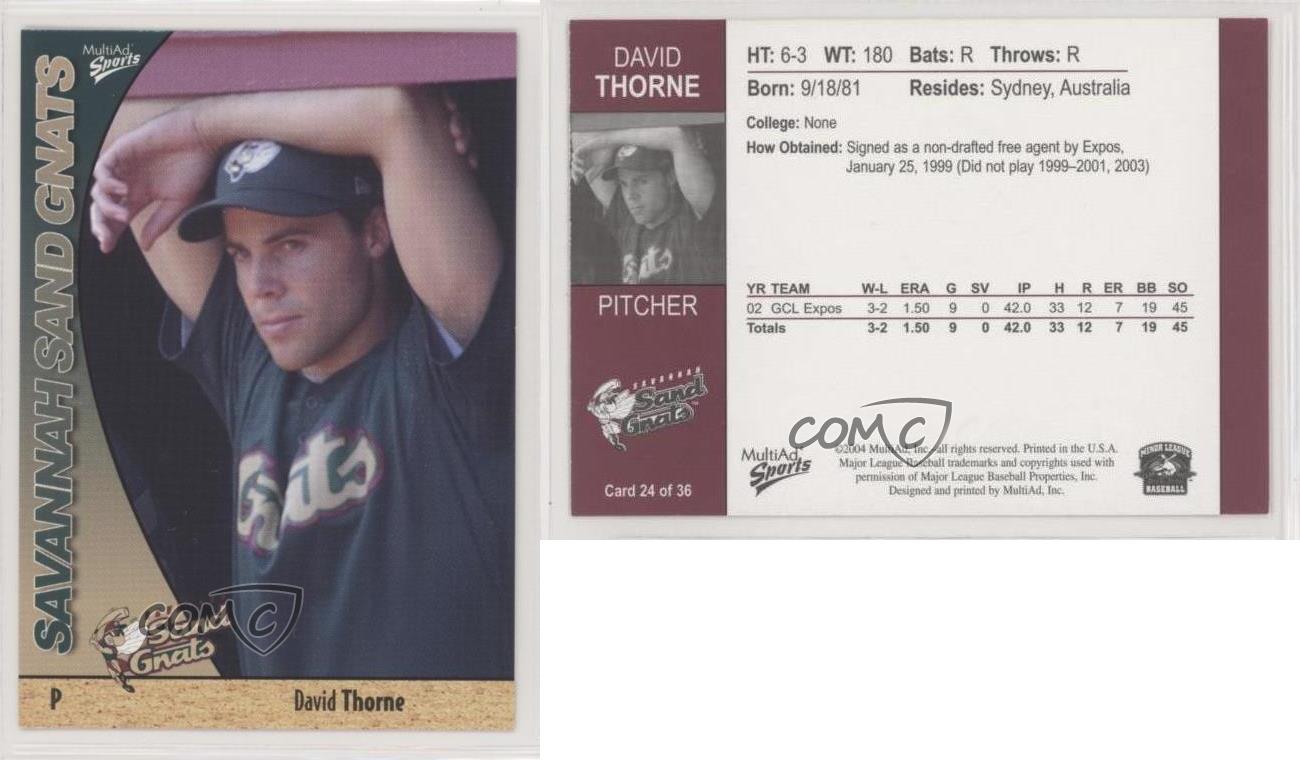 MultiAd
Sports
SAVANNAH SAND GNATS
Gnats
COMC
Sand
Gnats
P
David Thorne
DAVID
THORNE
PITCHER
SAVANNAH
Sand
Gnats
Card 24 of 36
HT: 6-3 WT: 180 Bats: R Throws: R
Born: 9/18/81 Resides: Sydney, Australia
College: None
How Obtained: Signed as a non-drafted free agent by Expos,
January 25, 1999 (Did not play 1999–2001, 2003)
YR TEAM W-L ERA G SV IP H R ER BB SO
02 GCL Expos 3-2 1.50 9 0 42.0 33 12 7 19 45
Totals 3-2 1.50 9 0 42.0 33 12 7 19 45
COMC
MultiAd
Sports
©2004 MultiAd, Inc. all rights reserved. Printed in the U.S.A.
Major League Baseball trademarks and copyrights used with
permission of Major League Baseball Properties, Inc.
Designed and printed by MultiAd, Inc.
MINOR LEAGUE
BASEBALL